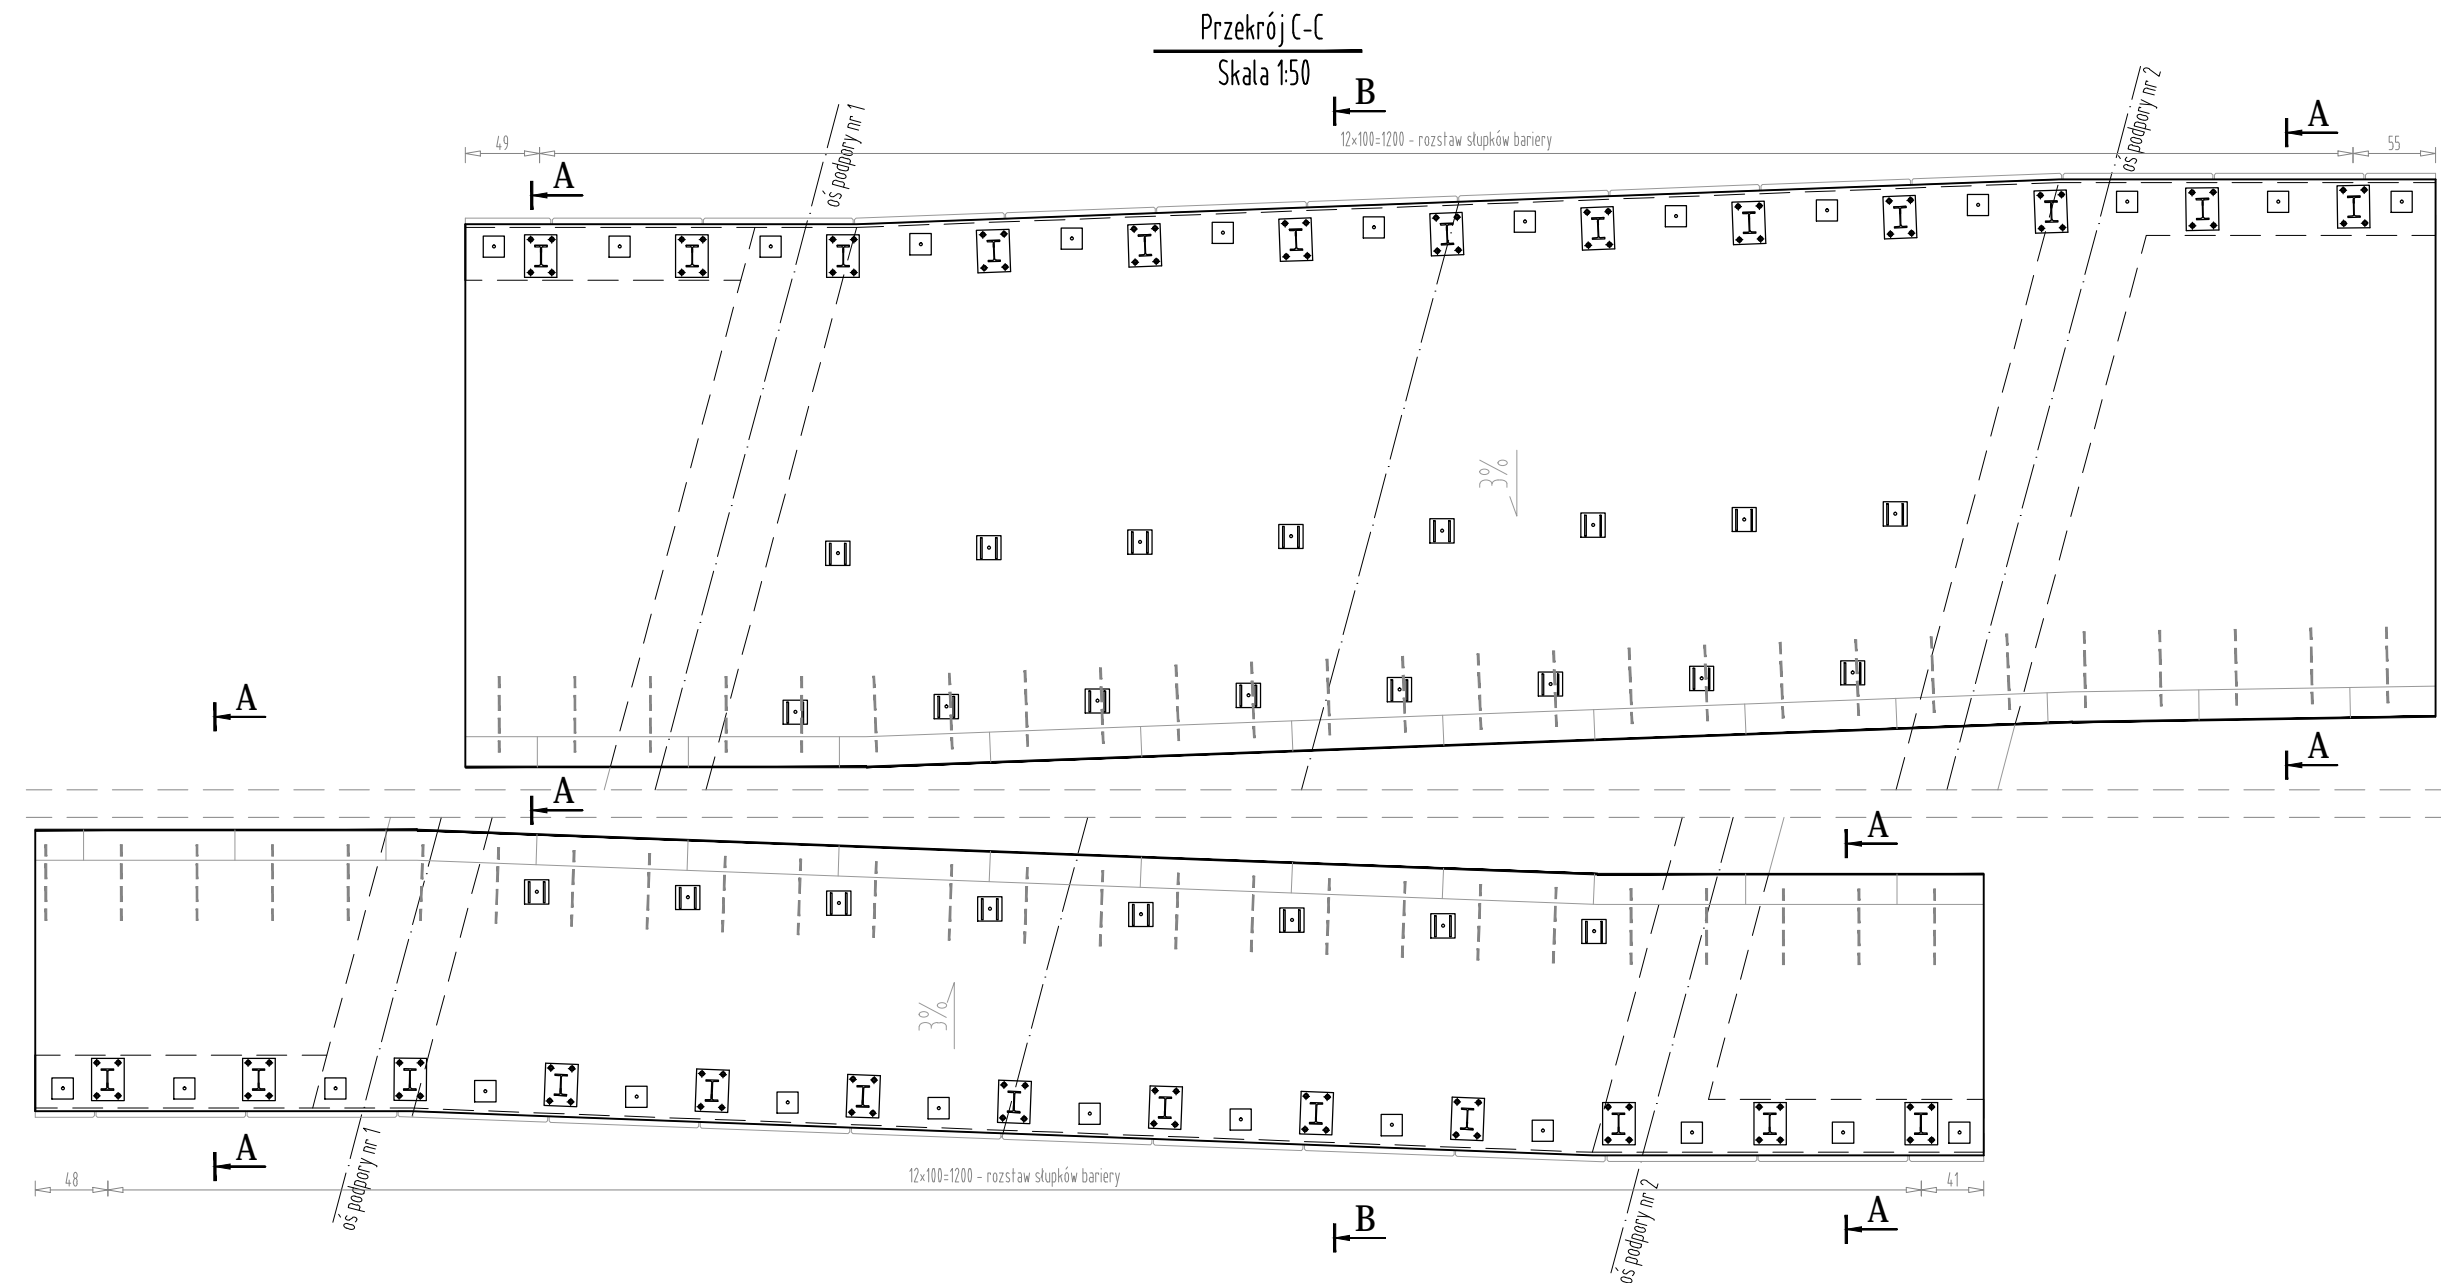 Przekrój C-C
Skala 1:50
B
A
49
12×100=1200 - rozstaw słupków bariery
55
A
oś podpory nr 1
oś podpory nr 2
3%
A
A
A
A
3%
A
48
12×100=1200 - rozstaw słupków bariery
41
oś podpory nr 1
oś podpory nr 2
B
A